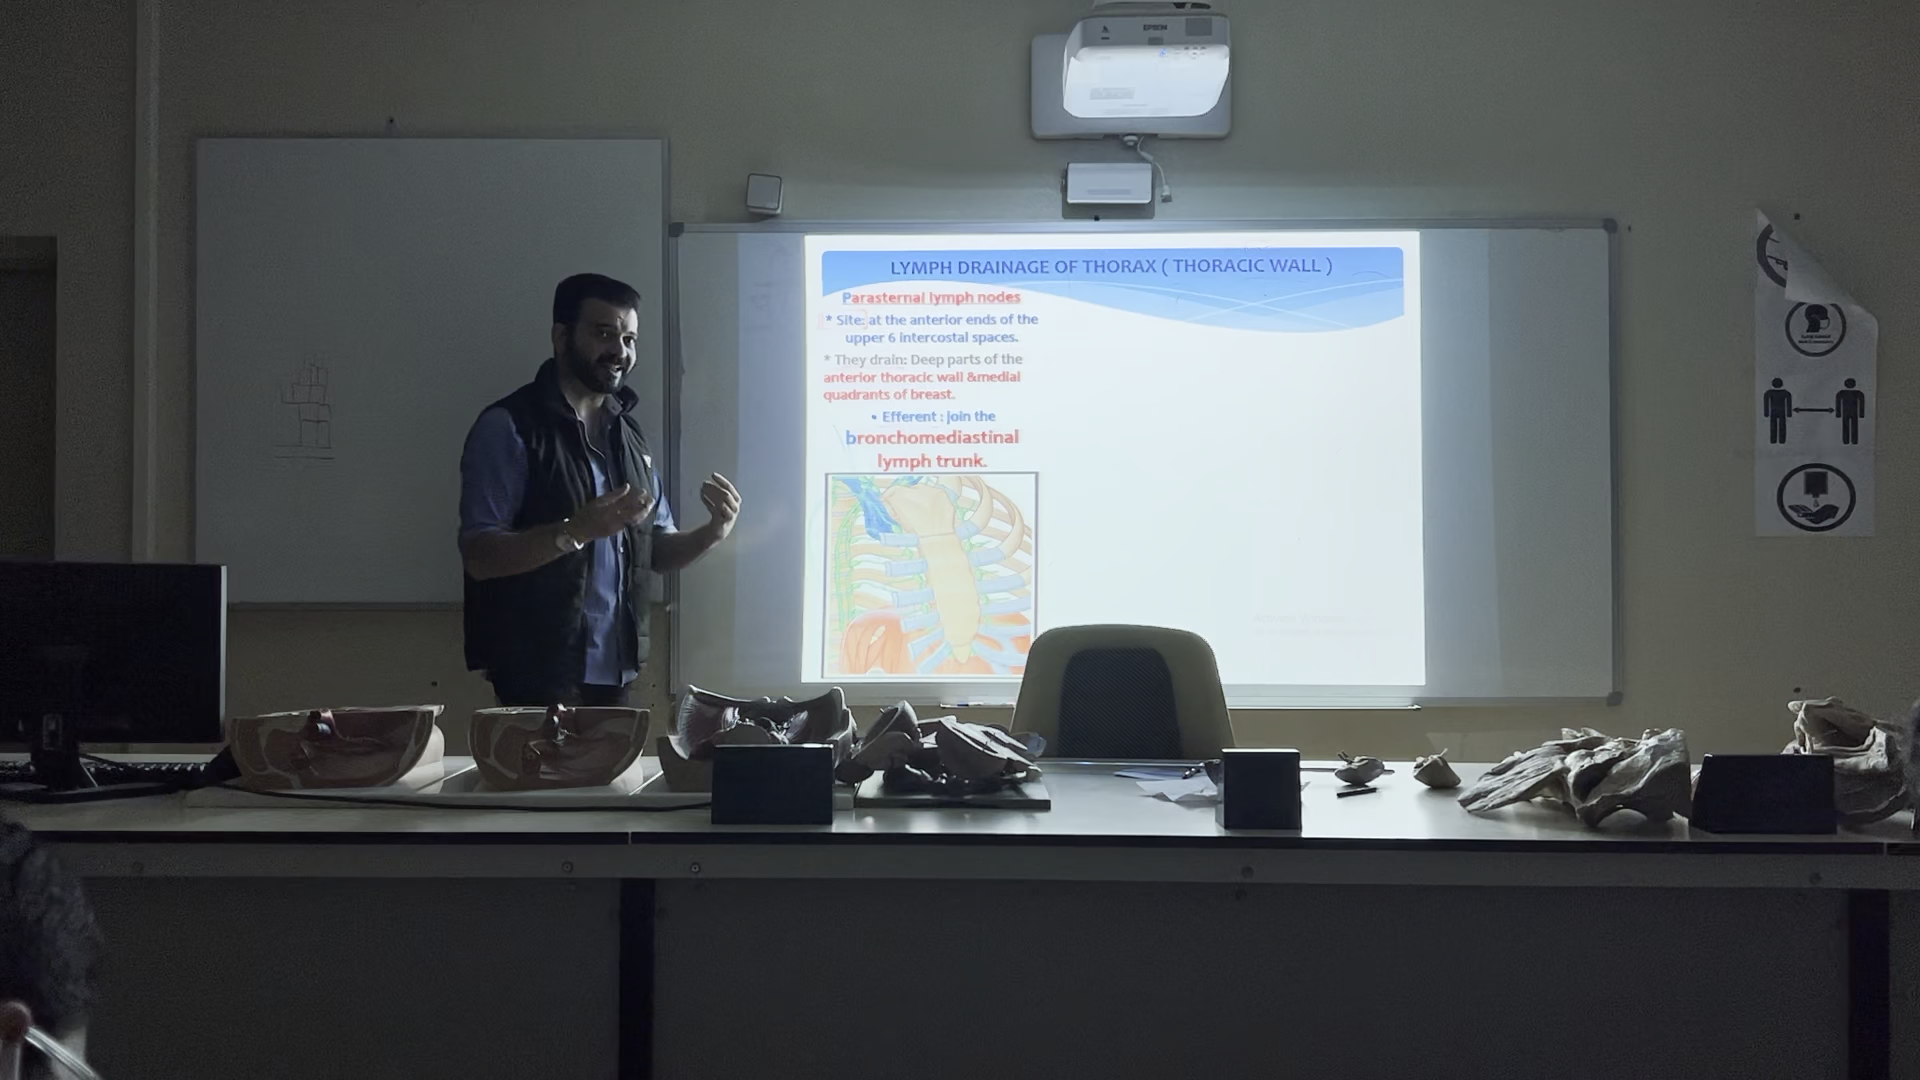 EPSON
LYMPH DRAINAGE OF THORAX ( THORACIC WALL )
Parasternal lymph nodes
* Site: at the anterior ends of the
upper 6 intercostal spaces.
* They drain: Deep parts of the
anterior thoracic wall &medial
quadrants of breast.
• Efferent : join the
bronchomediastinal
lymph trunk.